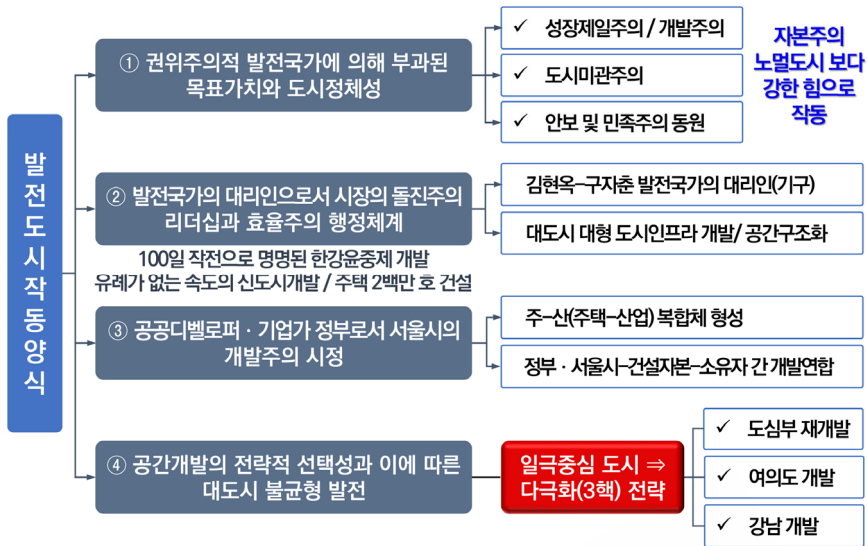 발전도시작동양식
① 권위주의적 발전국가에 의해 부과된
목표가치와 도시정체성
✓ 성장제일주의 / 개발주의
✓ 도시미관주의
✓ 안보 및 민족주의 동원
자본주의
노멀도시 보다
강한 힘으로
작동
② 발전국가의 대리인으로서 시장의 돌진주의
리더십과 효율주의 행정체계
김현옥-구자춘 발전국가의 대리인(기구)
대도시 대형 도시인프라 개발/ 공간구조화
100일 작전으로 명명된 한강윤중제 개발
유례가 없는 속도의 신도시개발 / 주택 2백만 호 건설
③ 공공디벨로퍼 · 기업가 정부로서 서울시의
개발주의 시정
주-산(주택-산업) 복합체 형성
정부 · 서울시-건설자본-소유자 간 개발연합
④ 공간개발의 전략적 선택성과 이에 따른
대도시 불균형 발전
일극중심 도시 ⇒
다극화(3핵) 전략
✓ 도심부 재개발
✓ 여의도 개발
✓ 강남 개발